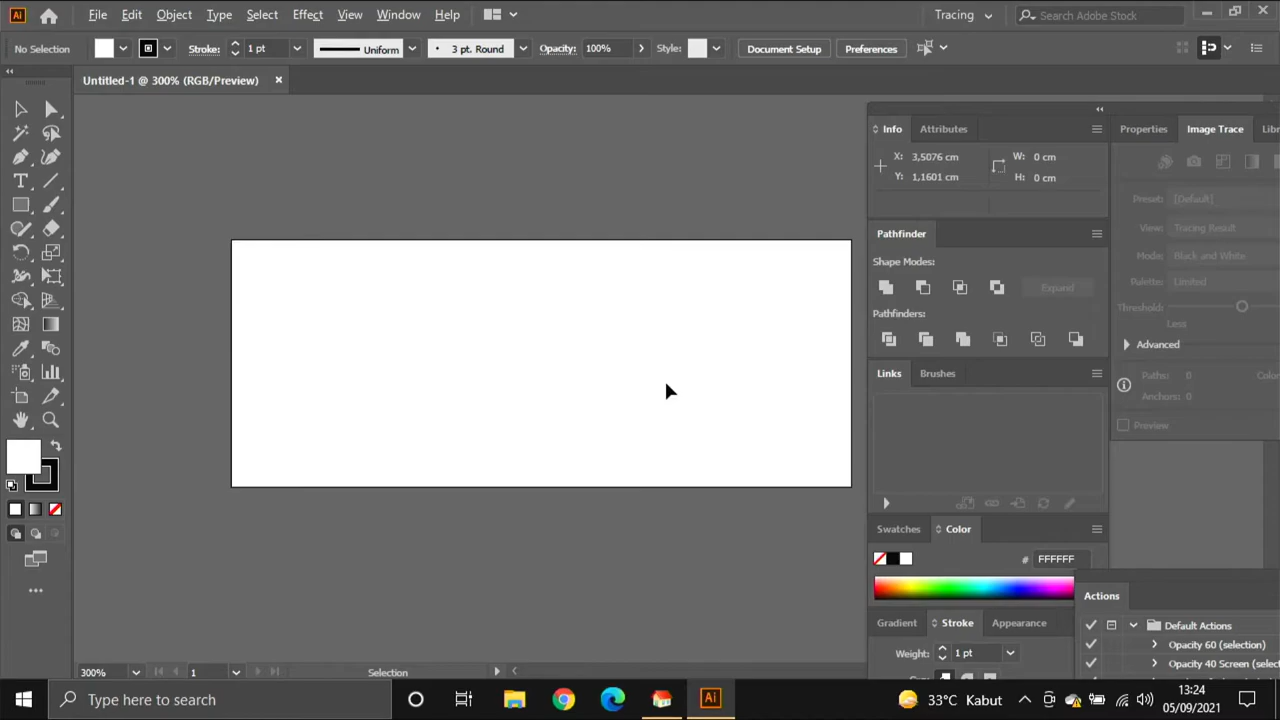 Ai
File Edit Object Type Select Effect View Window Help
Tracing
Search Adobe Stock
No Selection
Stroke: 1 pt
Uniform
3 pt. Round
Opacity: 100%
Style:
Document Setup
Preferences
Untitled-1 @ 300% (RGB/Preview)
Info Attributes
X: 3,5076 cm
Y: 1,1601 cm
W: 0 cm
H: 0 cm
Pathfinder
Shape Modes:
Expand
Pathfinders:
Links Brushes
Swatches Color
# FFFFFF
Gradient Stroke Appearance
Weight: 1 pt
Properties Image Trace Libr
Preset: [Default]
View: Tracing Result
Mode: Black and White
Palette: Limited
Threshold:
Less
Advanced
Paths: 0 Color
Anchors: 0
Preview
Actions
Default Actions
Opacity 60 (selection)
Opacity 40 Screen (select
300%
1
Selection
Type here to search
Ai
33°C Kabut
13:24
05/09/2021